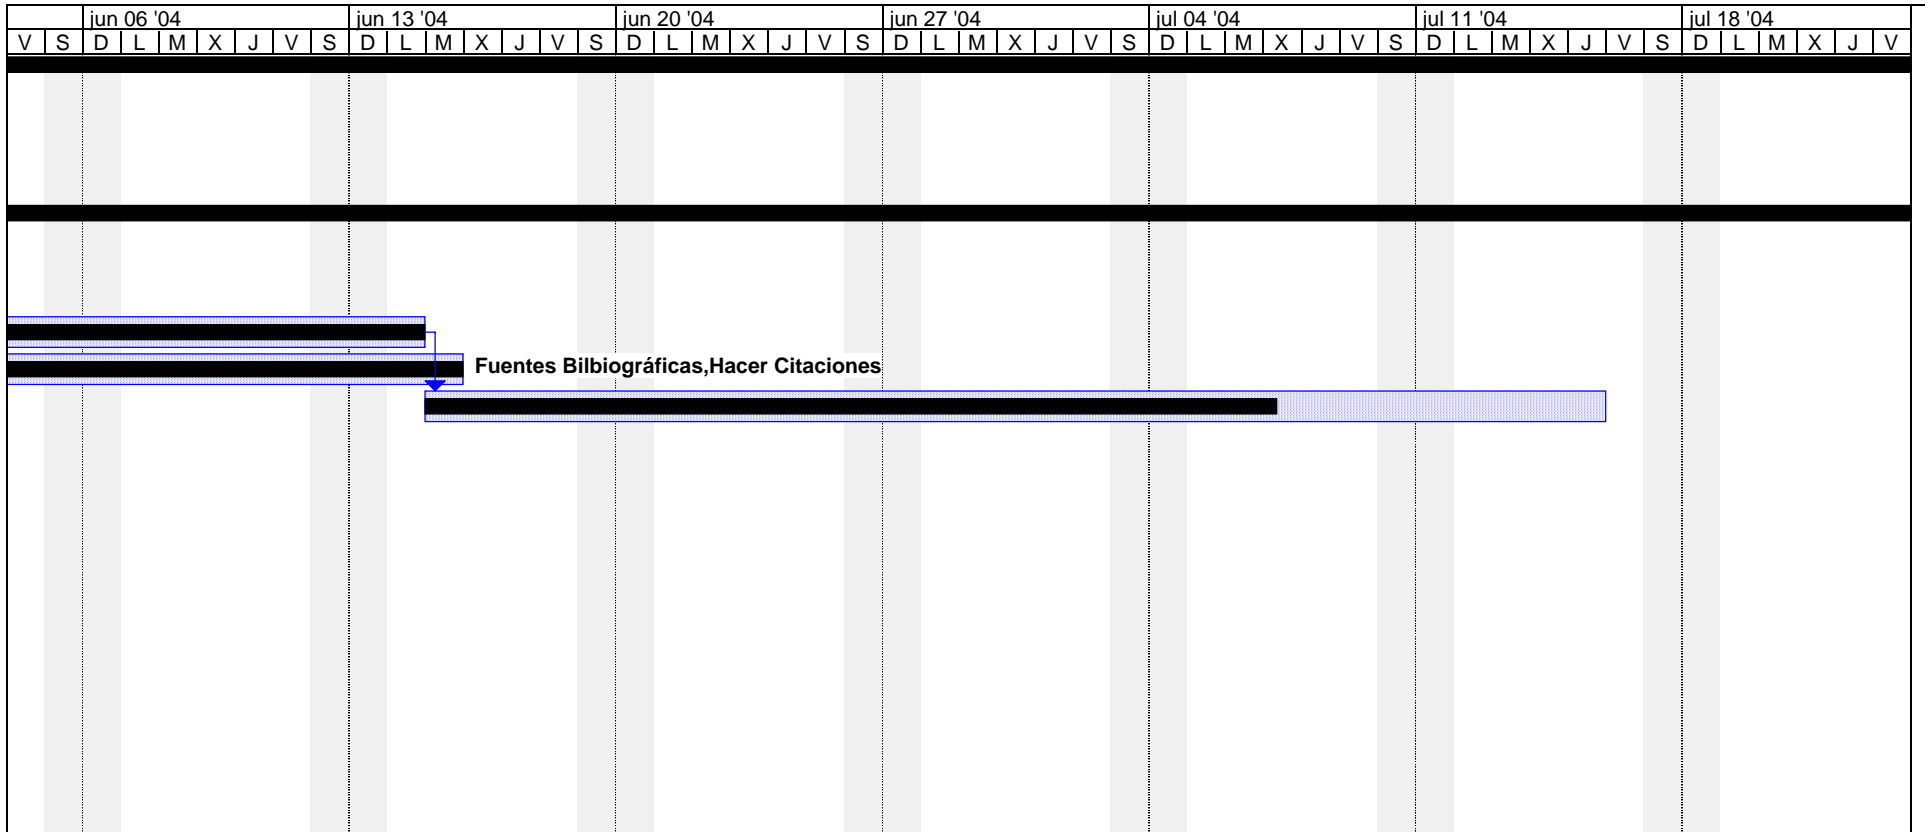 jun 06 '04 jun 13 '04 jun 20 '04 jun 27 '04 jul 04 '04 jul 11 '04 jul 18 '04
V S D L M X J V S D L M X J V S D L M X J V S D L M X J V S D L M X J V S D L M X J V S D L M X J V
Fuentes Bilbiográficas,Hacer Citaciones